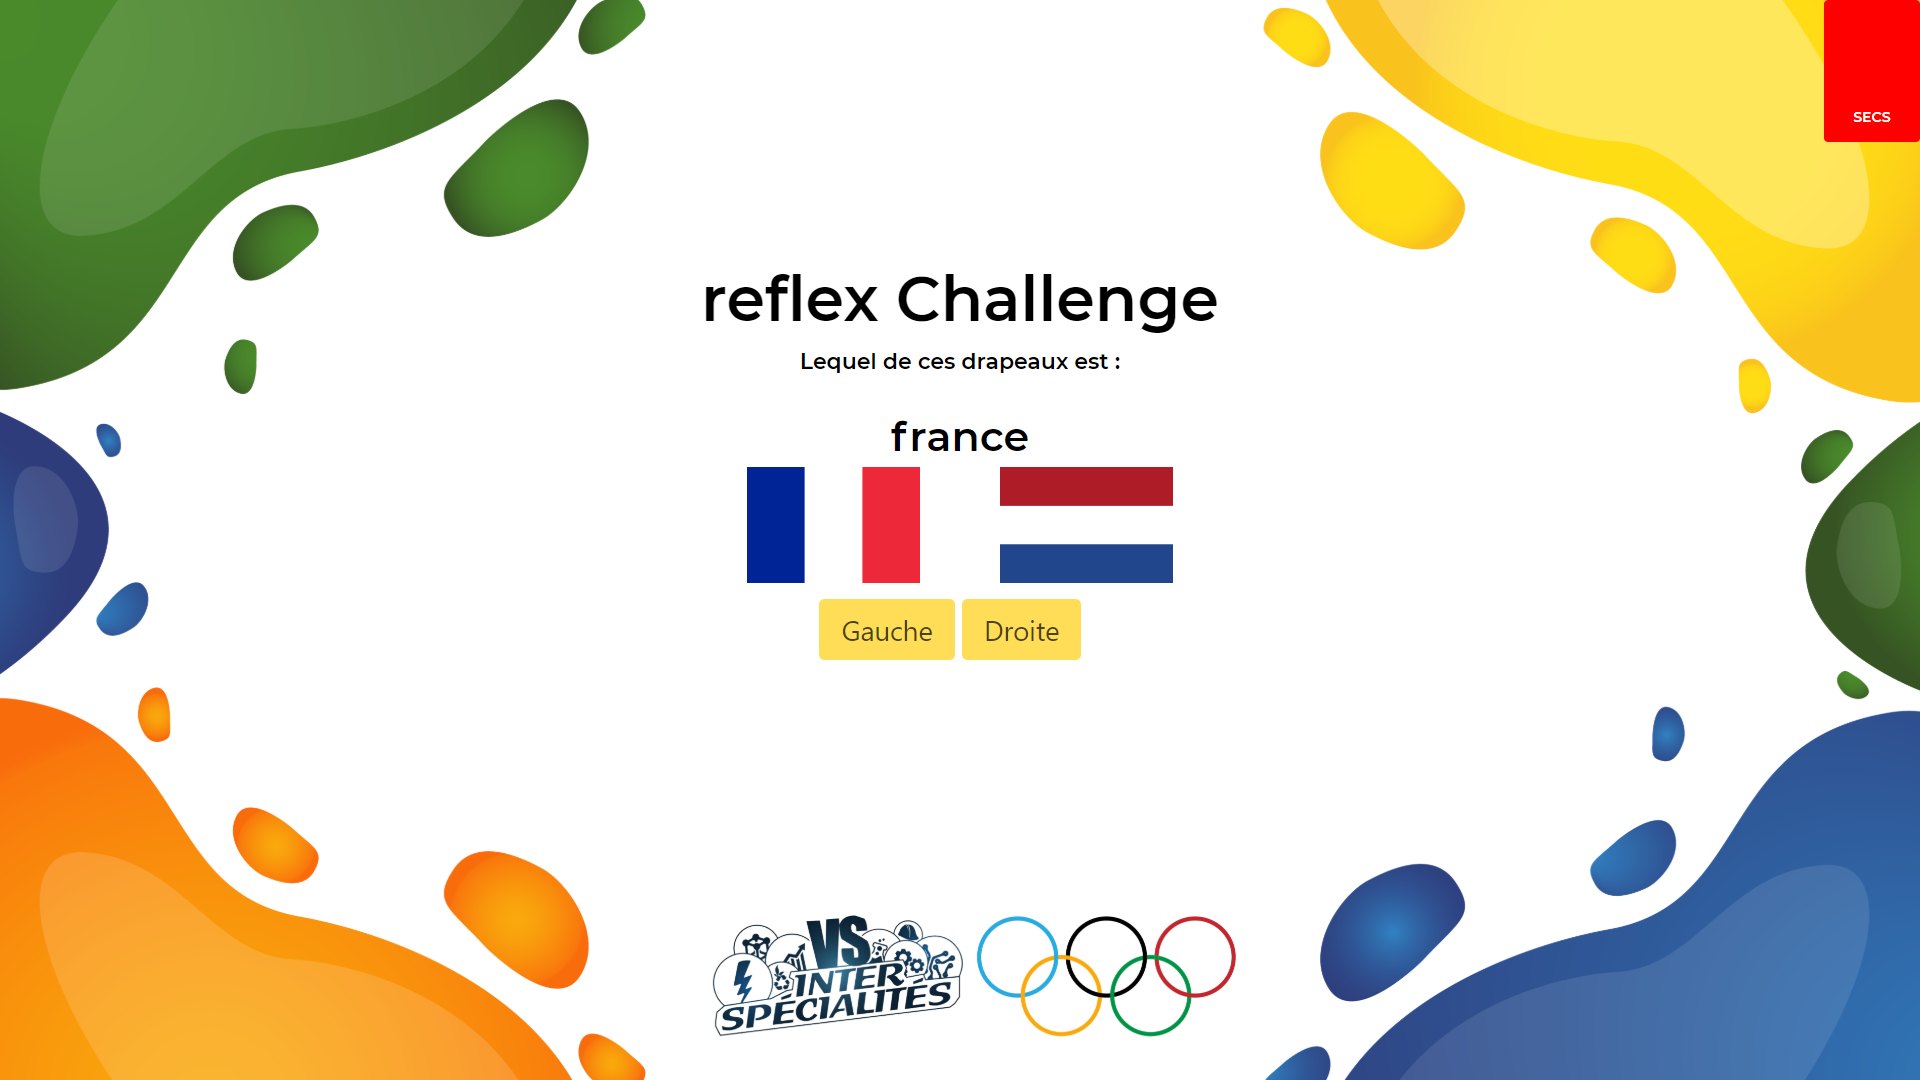 SECS
reflex Challenge
Lequel de ces drapeaux est :
france
Gauche Droite
VS
INTER
SPÉCIALITÉS